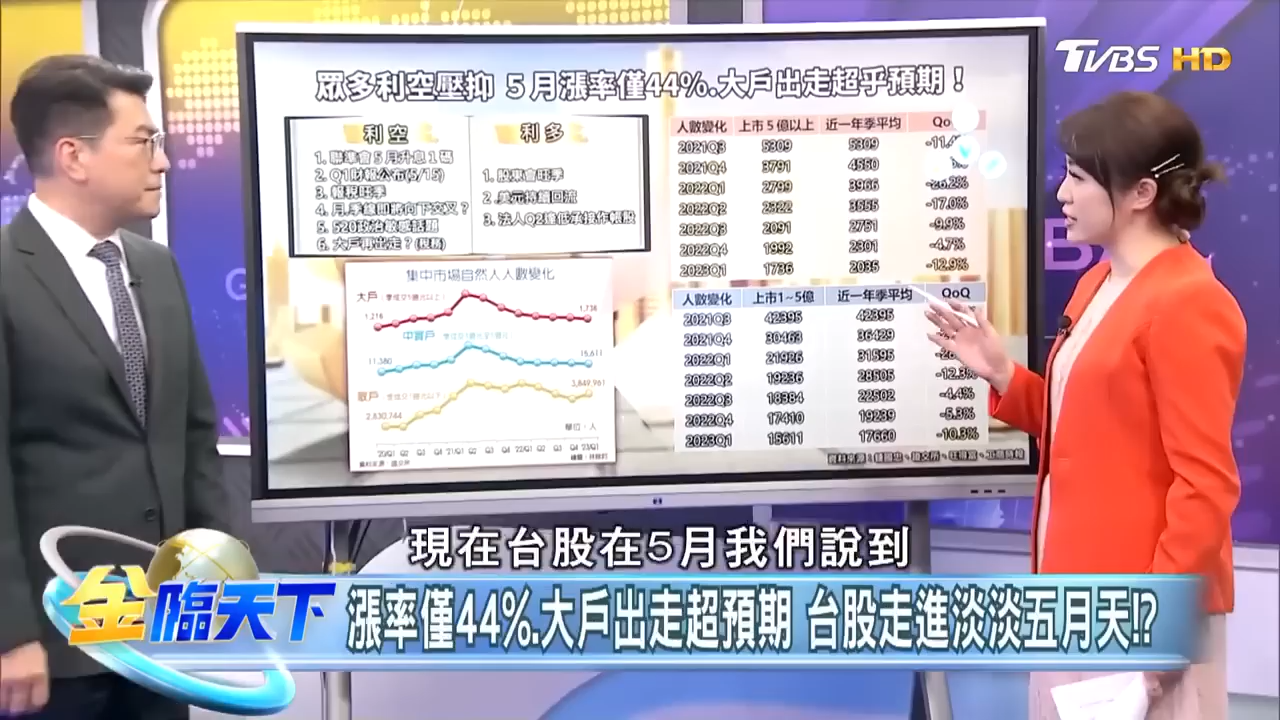 TVBS HD
眾多利空壓抑 5月漲率僅44%.大戶出走超乎預期!
利空
1. 聯準會5月升息1碼
2. Q1財報公布(5/15)
3. 報稅旺季
4. 月.季線即將向下交叉?
5. 520政治敏感話題
6. 大戶再出走?(稅務)
利多
1. 股東會旺季
2. 美元持續回流
3. 法人Q2逢低承接作帳股
人數變化 上市5億以上 近一年季平均
2021Q3 5309 5309
2021Q4 3791 4550
2022Q1 2799 3966
2022Q2 2322 3555
2022Q3 2091 2751 -9.9%
2022Q4 1992 2301 -4.7%
2023Q1 1736 2035 -12.9%
人數變化 上市1~5億 近一年季平均 QoQ
2021Q3 42395 42395
2021Q4 30463 36429
2022Q1 21926 31595
2022Q2 19236 28505 -12.3%
2022Q3 18384 22502 -4.4%
2022Q4 17410 19239 -5.3%
2023Q1 15611 17660 -10.3%
集中市場自然人人數變化
大戶
1,218
1,736
中實戶
11,380
15,611
散戶
2,830,744
3,849,961
單位:人
現在台股在5月我們說到
金臨天下
漲率僅44%.大戶出走超預期 台股走進淡淡五月天!?